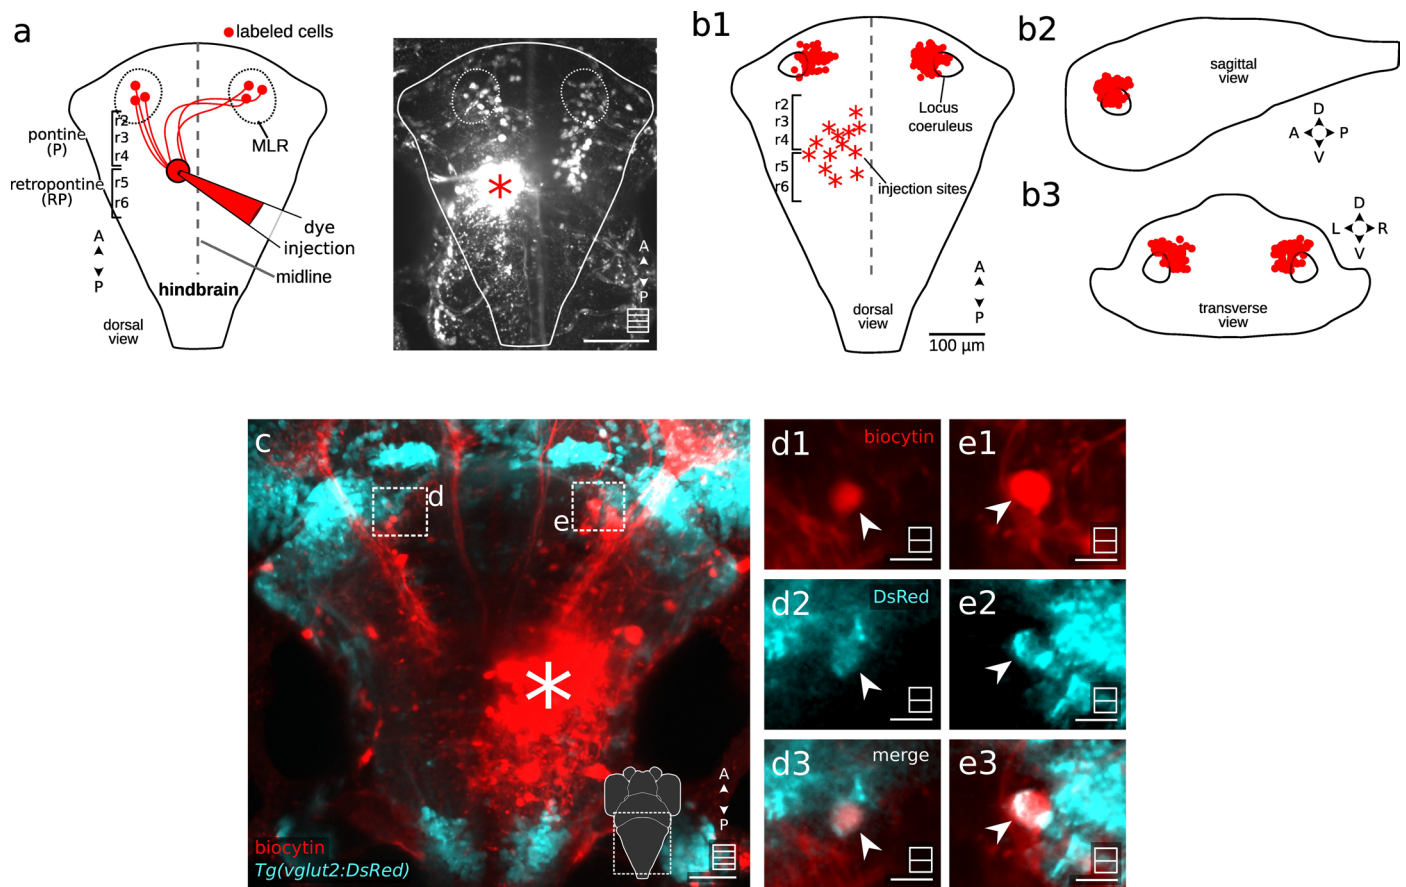 a
labeled cells
pontine
(P)
r2
r3
r4
MLR
retropontine
(RP)
r5
r6
A
P
dye
injection
midline
hindbrain
dorsal
view
*
A
P
b1
r2
r3
r4
r5
r6
Locus
coeruleus
injection sites
A
P
dorsal
view
100 µm
b2
sagittal
view
D
A P
V
b3
D
L R
V
transverse
view
c
d
e
*
A
P
biocytin
Tg(vglut2:DsRed)
d1
biocytin
e1
d2
DsRed
e2
d3
merge
e3